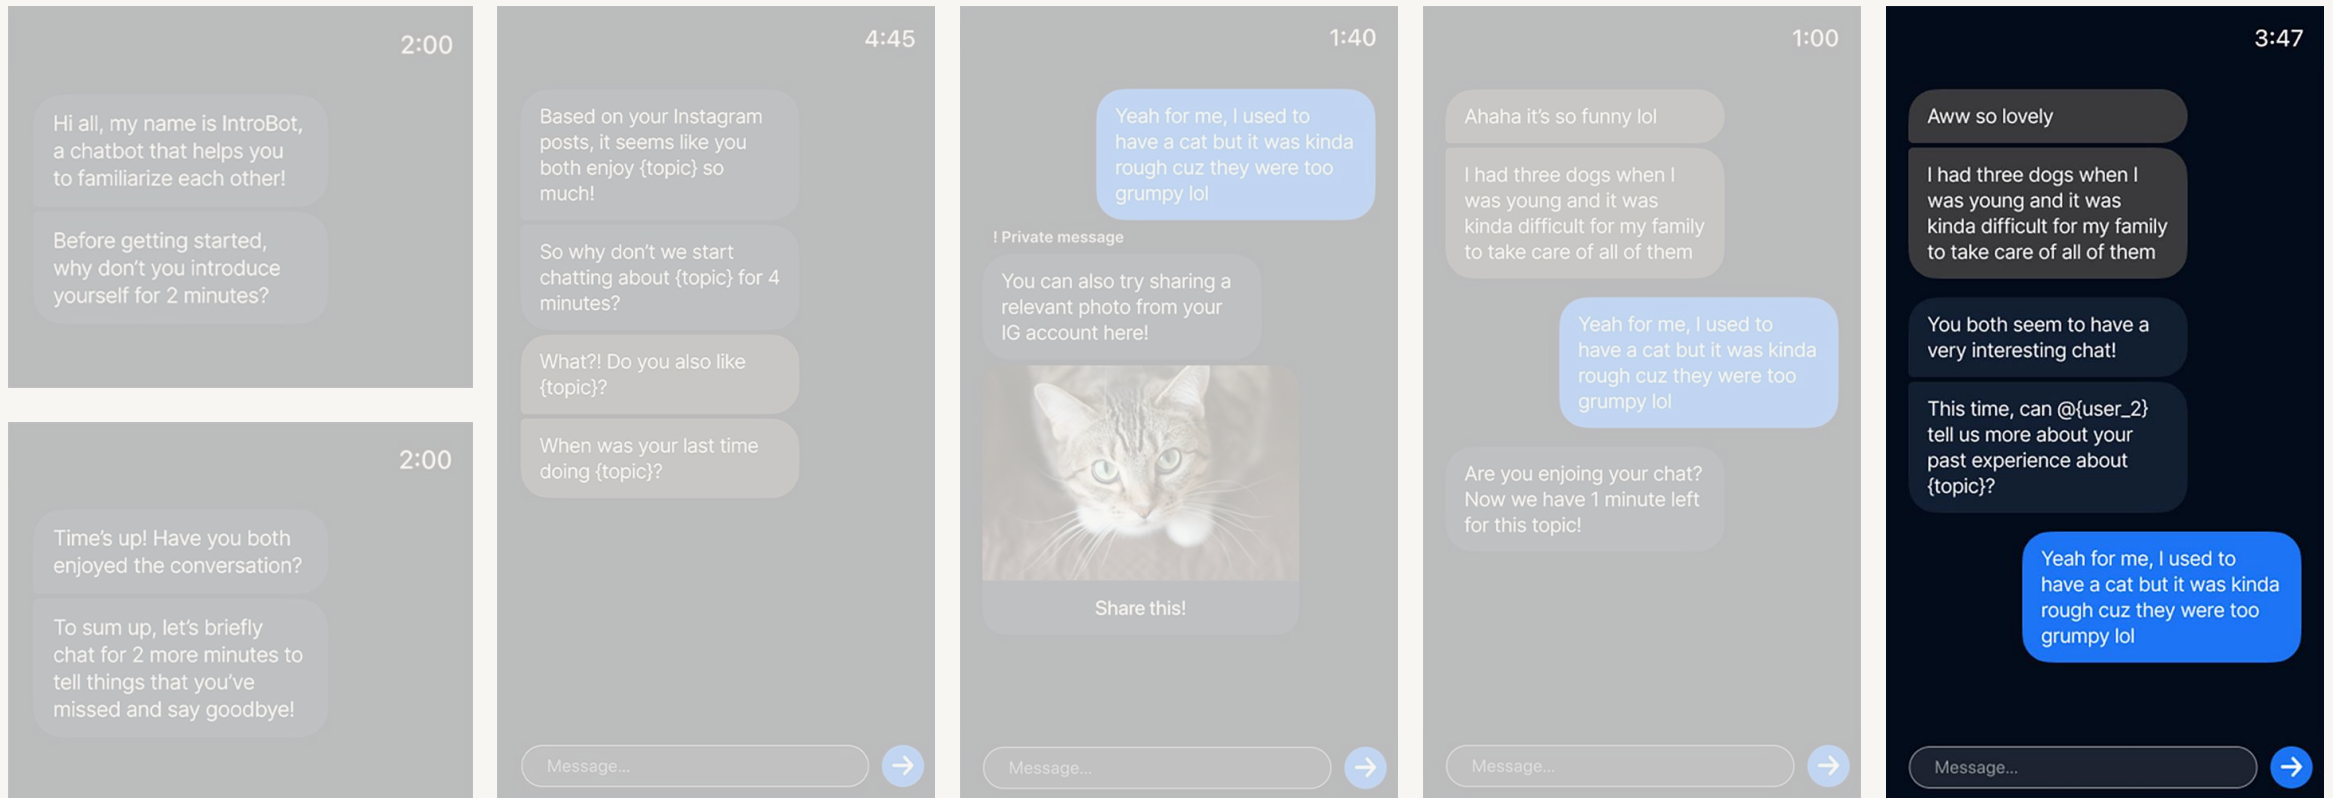 2:00
Hi all, my name is IntroBot,
a chatbot that helps you
to familiarize each other!
Before getting started,
why don't you introduce
yourself for 2 minutes?
2:00
Time's up! Have you both
enjoyed the conversation?
To sum up, let's briefly
chat for 2 more minutes to
tell things that you've
missed and say goodbye!
4:45
Based on your Instagram
posts, it seems like you
both enjoy {topic} so
much!
So why don't we start
chatting about {topic} for 4
minutes?
What?! Do you also like
{topic}?
When was your last time
doing {topic}?
Message...
1:40
Yeah for me, I used to
have a cat but it was kinda
rough cuz they were too
grumpy lol
! Private message
You can also try sharing a
relevant photo from your
IG account here!
Share this!
Message...
1:00
Ahaha it's so funny lol
I had three dogs when I
was young and it was
kinda difficult for my family
to take care of all of them
Yeah for me, I used to
have a cat but it was kinda
rough cuz they were too
grumpy lol
Are you enjoing your chat?
Now we have 1 minute left
for this topic!
Message...
3:47
Aww so lovely
I had three dogs when I
was young and it was
kinda difficult for my family
to take care of all of them
You both seem to have a
very interesting chat!
This time, can @{user_2}
tell us more about your
past experience about
{topic}?
Yeah for me, I used to
have a cat but it was kinda
rough cuz they were too
grumpy lol
Message...